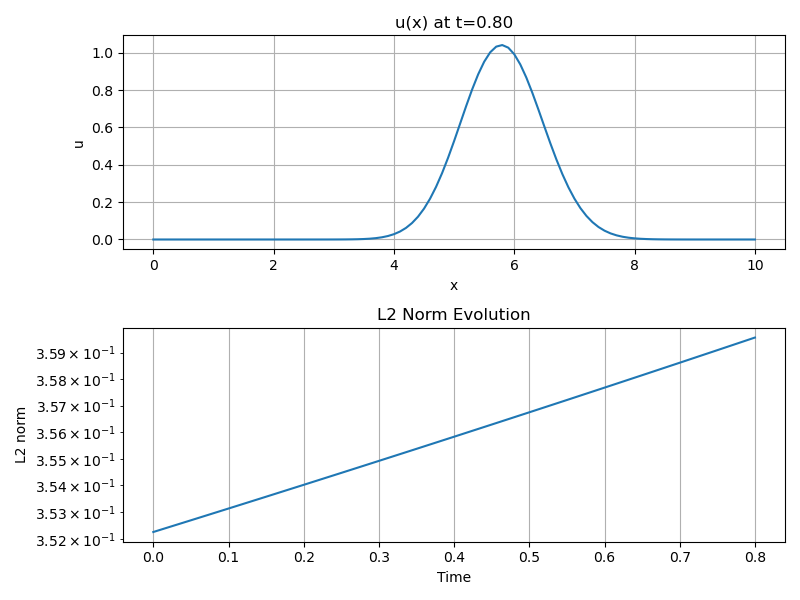 u(x) at t=0.80
1.0
0.8
0.6
0.4
0.2
0.0
u
0 2 4 6 8 10
x
L2 Norm Evolution
3.59 × 10⁻¹
3.58 × 10⁻¹
3.57 × 10⁻¹
3.56 × 10⁻¹
3.55 × 10⁻¹
3.54 × 10⁻¹
3.53 × 10⁻¹
3.52 × 10⁻¹
L2 norm
0.0 0.1 0.2 0.3 0.4 0.5 0.6 0.7 0.8
Time